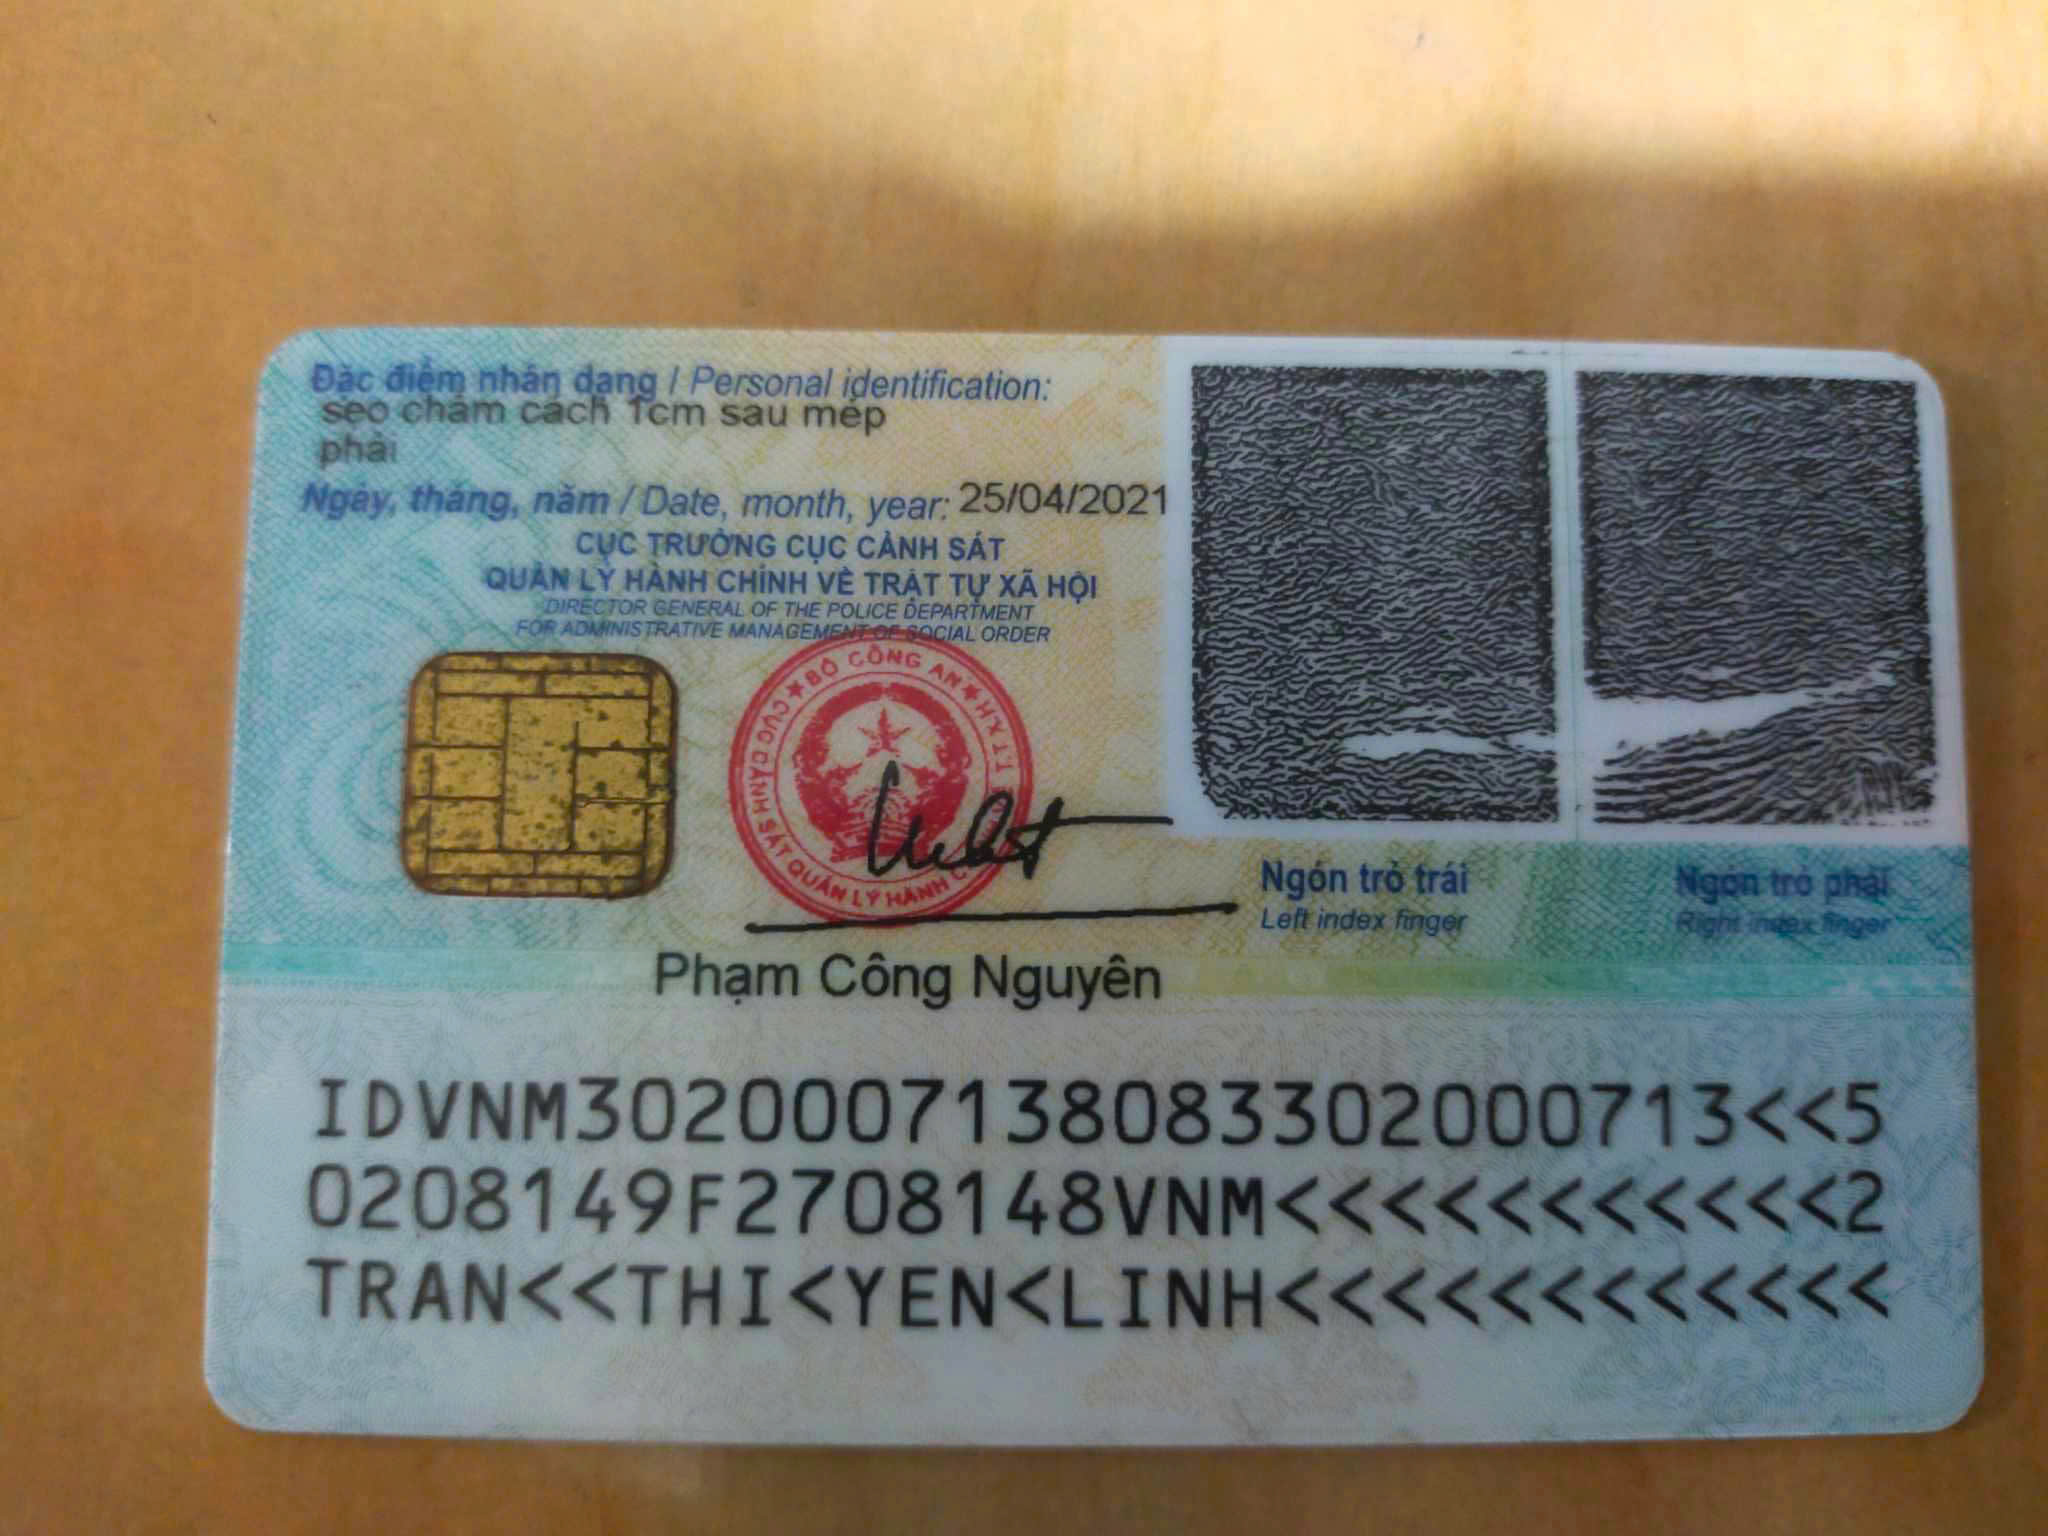 Đặc điểm nhân dạng / Personal identification:
sẹo chấm cách 1cm sau mép
phải
Ngày, tháng, năm / Date, month, year: 25/04/2021
CỤC TRƯỞNG CỤC CẢNH SÁT
QUẢN LÝ HÀNH CHÍNH VỀ TRẬT TỰ XÃ HỘI
DIRECTOR GENERAL OF THE POLICE DEPARTMENT
FOR ADMINISTRATIVE MANAGEMENT OF SOCIAL ORDER
BỘ CÔNG AN
CỤC CẢNH SÁT QUẢN LÝ HÀNH
Ngón trỏ trái
Left index finger
Ngón trỏ phải
Right index finger
Phạm Công Nguyên
IDVNM3020007138083302000713<<5
0208149F2708148VNM<<<<<<<<<<<2
TRAN<<THI<YEN<LINH<<<<<<<<<<<<